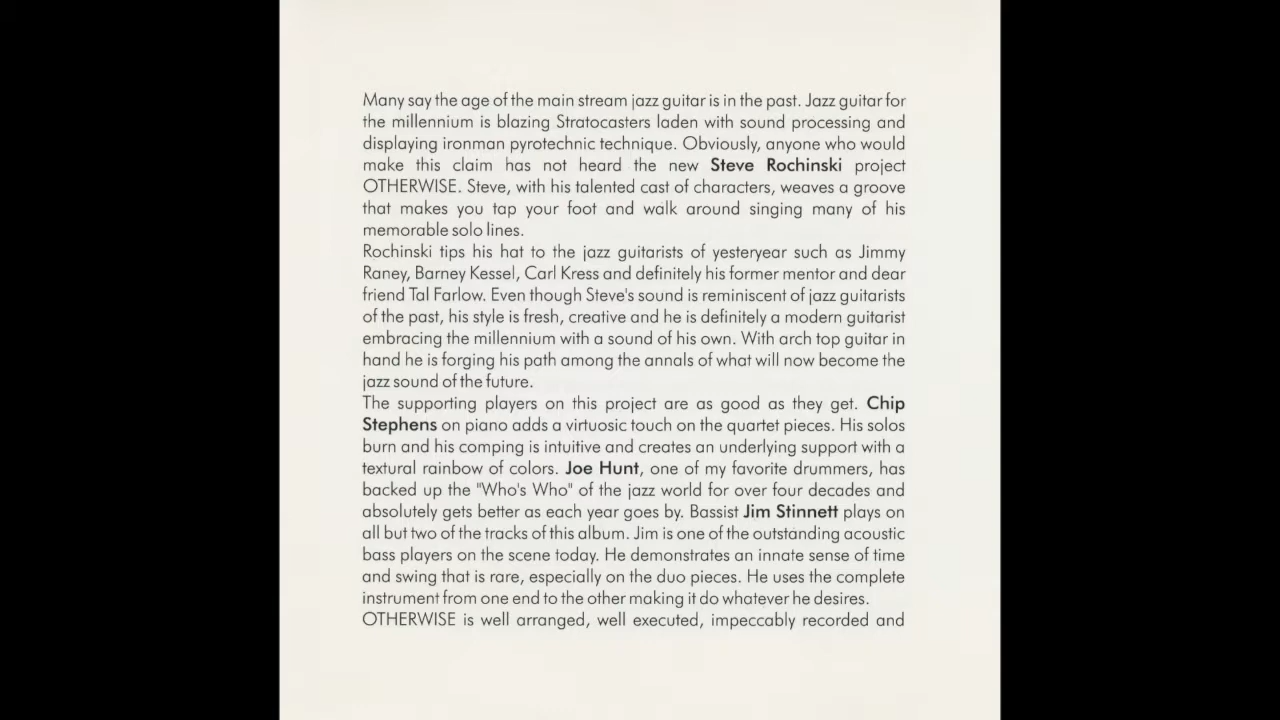 Many say the age of the main stream jazz guitar is in the past. Jazz guitar for
the millennium is blazing Stratocasters laden with sound processing and
displaying ironman pyrotechnic technique. Obviously, anyone who would
make this claim has not heard the new Steve Rochinski project
OTHERWISE. Steve, with his talented cast of characters, weaves a groove
that makes you tap your foot and walk around singing many of his
memorable solo lines.
Rochinski tips his hat to the jazz guitarists of yesteryear such as Jimmy
Raney, Barney Kessel, Carl Kress and definitely his former mentor and dear
friend Tal Farlow. Even though Steve's sound is reminiscent of jazz guitarists
of the past, his style is fresh, creative and he is definitely a modern guitarist
embracing the millennium with a sound of his own. With arch top guitar in
hand he is forging his path among the annals of what will now become the
jazz sound of the future.
The supporting players on this project are as good as they get. Chip
Stephens on piano adds a virtuosic touch on the quartet pieces. His solos
burn and his comping is intuitive and creates an underlying support with a
textural rainbow of colors. Joe Hunt, one of my favorite drummers, has
backed up the "Who's Who" of the jazz world for over four decades and
absolutely gets better as each year goes by. Bassist Jim Stinnett plays on
all but two of the tracks of this album. Jim is one of the outstanding acoustic
bass players on the scene today. He demonstrates an innate sense of time
and swing that is rare, especially on the duo pieces. He uses the complete
instrument from one end to the other making it do whatever he desires.
OTHERWISE is well arranged, well executed, impeccably recorded and